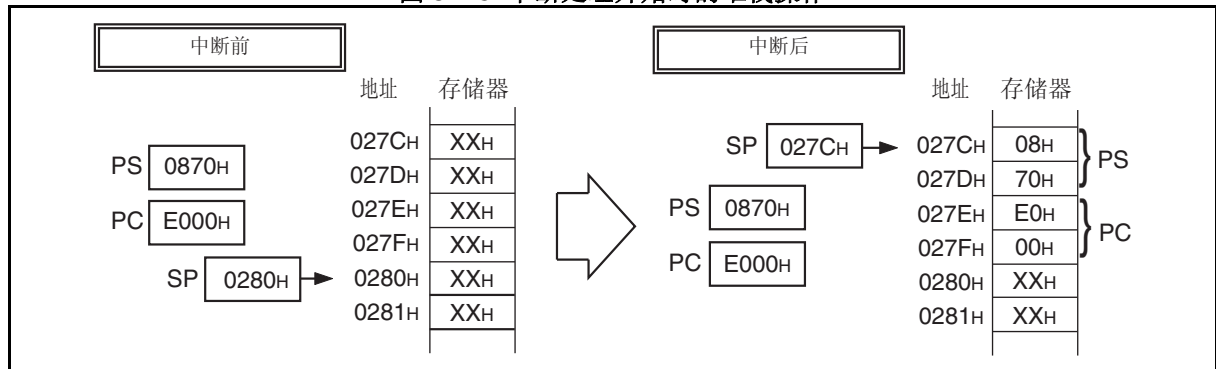 中断前
地址 存储器
027CH XXH
PS 0870H
027DH XXH
PC E000H
027EH XXH
027FH XXH
SP 0280H
0280H XXH
0281H XXH
中断后
地址 存储器
SP 027CH
027CH 08H
PS
027DH 70H
PS 0870H
027EH E0H
PC
PC E000H
027FH 00H
0280H XXH
0281H XXH